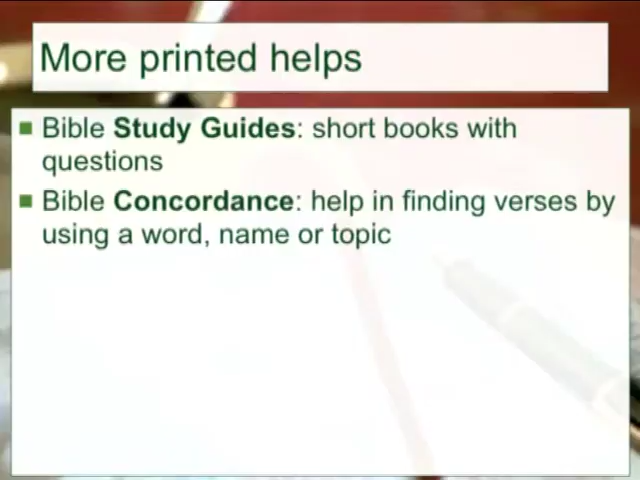 More printed helps
Bible Study Guides: short books with
questions
Bible Concordance: help in finding verses by
using a word, name or topic